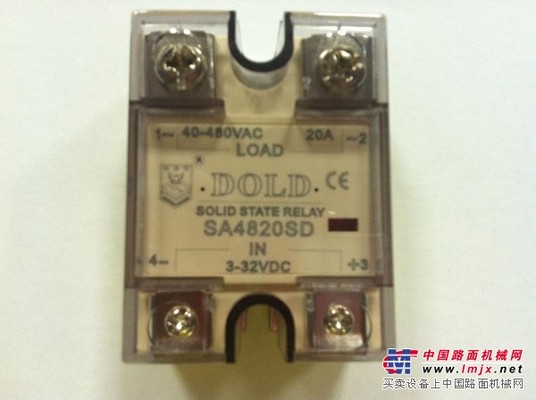 1~ 40-480VAC 20A ~2
LOAD
DOLD CE
SOLID STATE RELAY
SA4820SD
IN
4- 3-32VDC +3
中国路面机械网
www.lmjx.net
买卖设备上中国路面机械网